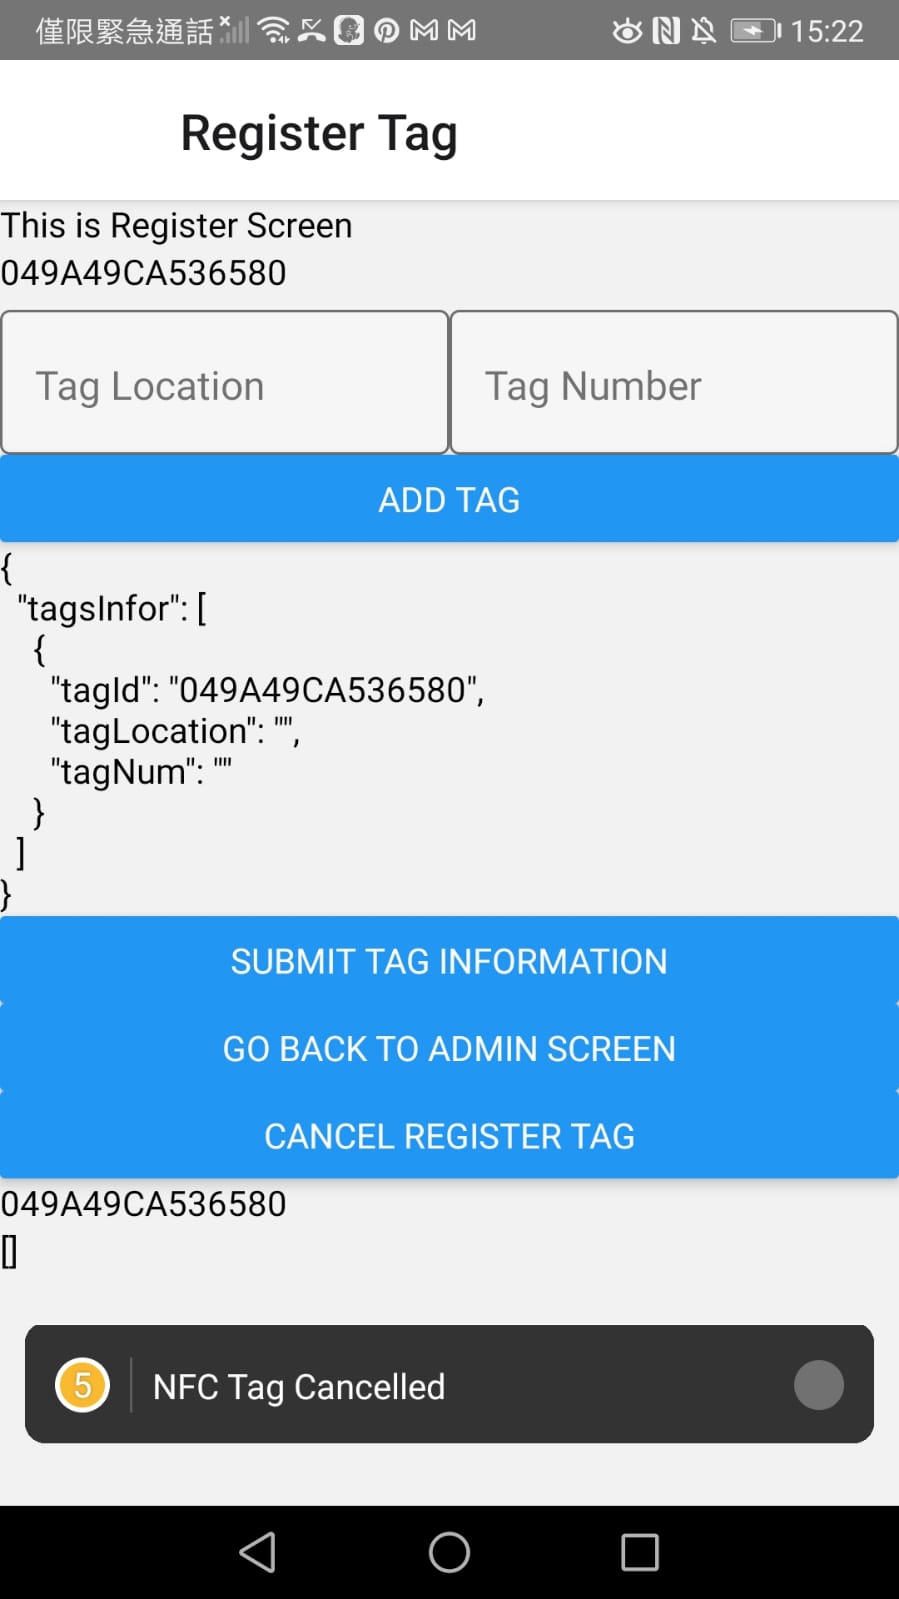 僅限緊急通話 15:22
Register Tag
This is Register Screen
049A49CA536580
Tag Location Tag Number
ADD TAG
{
"tagsInfor": [
{
"tagId": "049A49CA536580",
"tagLocation": "",
"tagNum": ""
}
]
}
SUBMIT TAG INFORMATION
GO BACK TO ADMIN SCREEN
CANCEL REGISTER TAG
049A49CA536580
[]
5 NFC Tag Cancelled